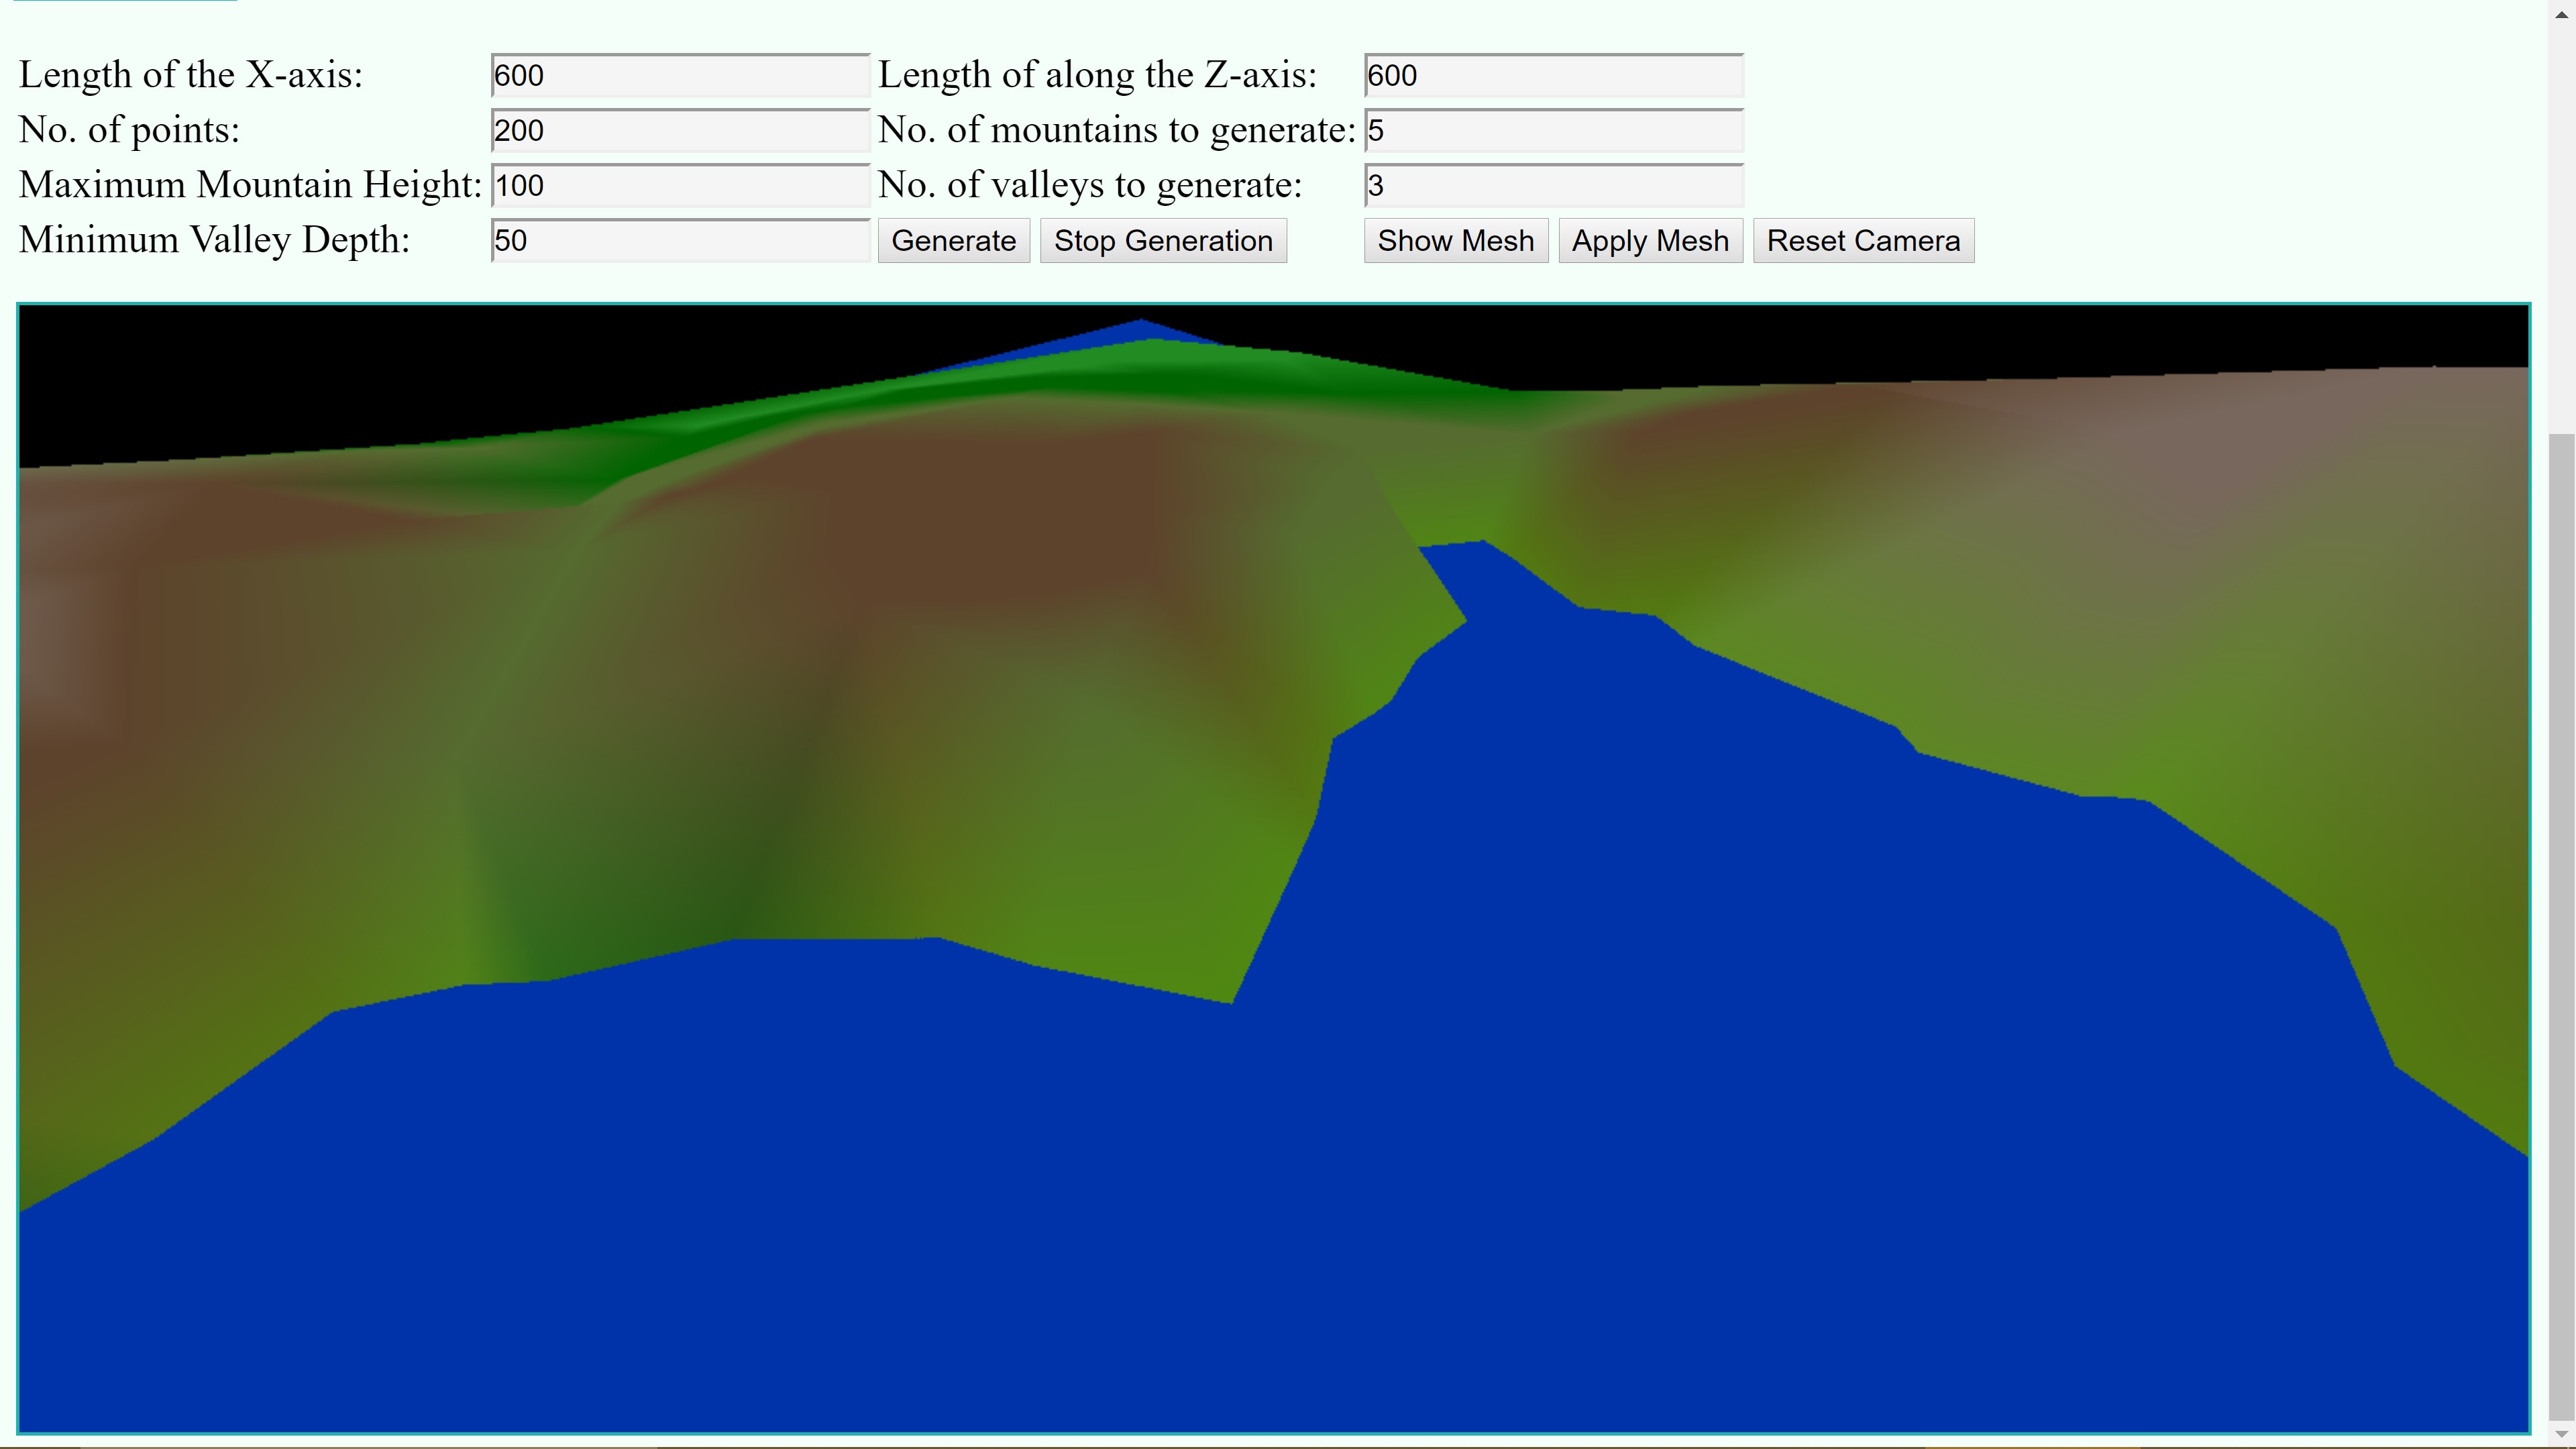 Length of the X-axis: 600 Length of along the Z-axis: 600
No. of points: 200 No. of mountains to generate: 5
Maximum Mountain Height: 100 No. of valleys to generate: 3
Minimum Valley Depth: 50 Generate Stop Generation Show Mesh Apply Mesh Reset Camera